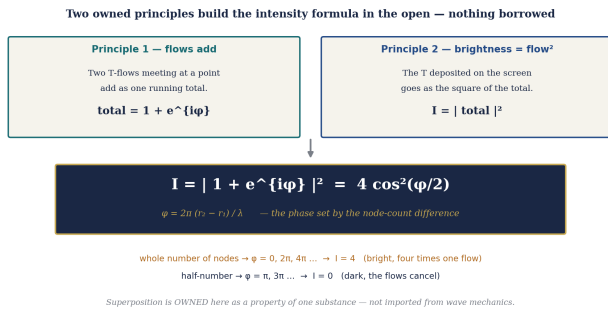 Two owned principles build the intensity formula in the open — nothing borrowed
Principle 1 — flows add
Two T-flows meeting at a point
add as one running total.
total = 1 + e^{iφ}
Principle 2 — brightness = flow²
The T deposited on the screen
goes as the square of the total.
I = | total |²
I = | 1 + e^{iφ} |² = 4 cos²(φ/2)
φ = 2π (r₂ − r₁) / λ — the phase set by the node-count difference
whole number of nodes → φ = 0, 2π, 4π ... → I = 4 (bright, four times one flow)
half-number → φ = π, 3π ... → I = 0 (dark, the flows cancel)
Superposition is OWNED here as a property of one substance — not imported from wave mechanics.